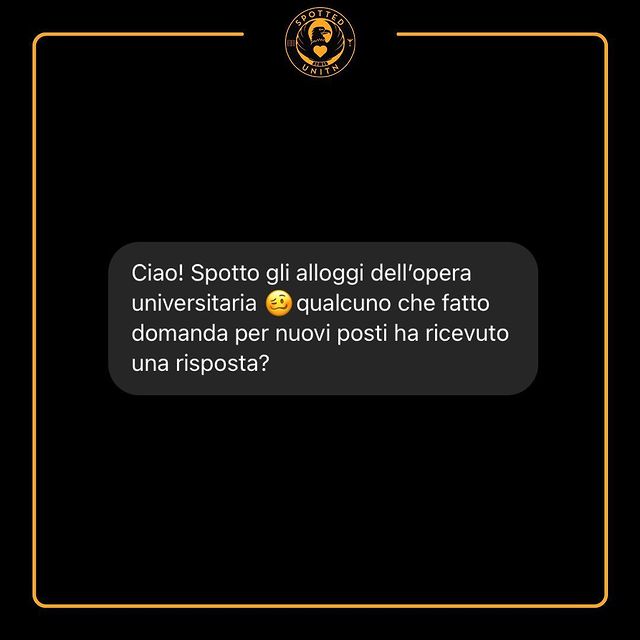 SPOTTED
UNITN
Ciao! Spotto gli alloggi dell’opera
universitaria 🥴 qualcuno che fatto
domanda per nuovi posti ha ricevuto
una risposta?